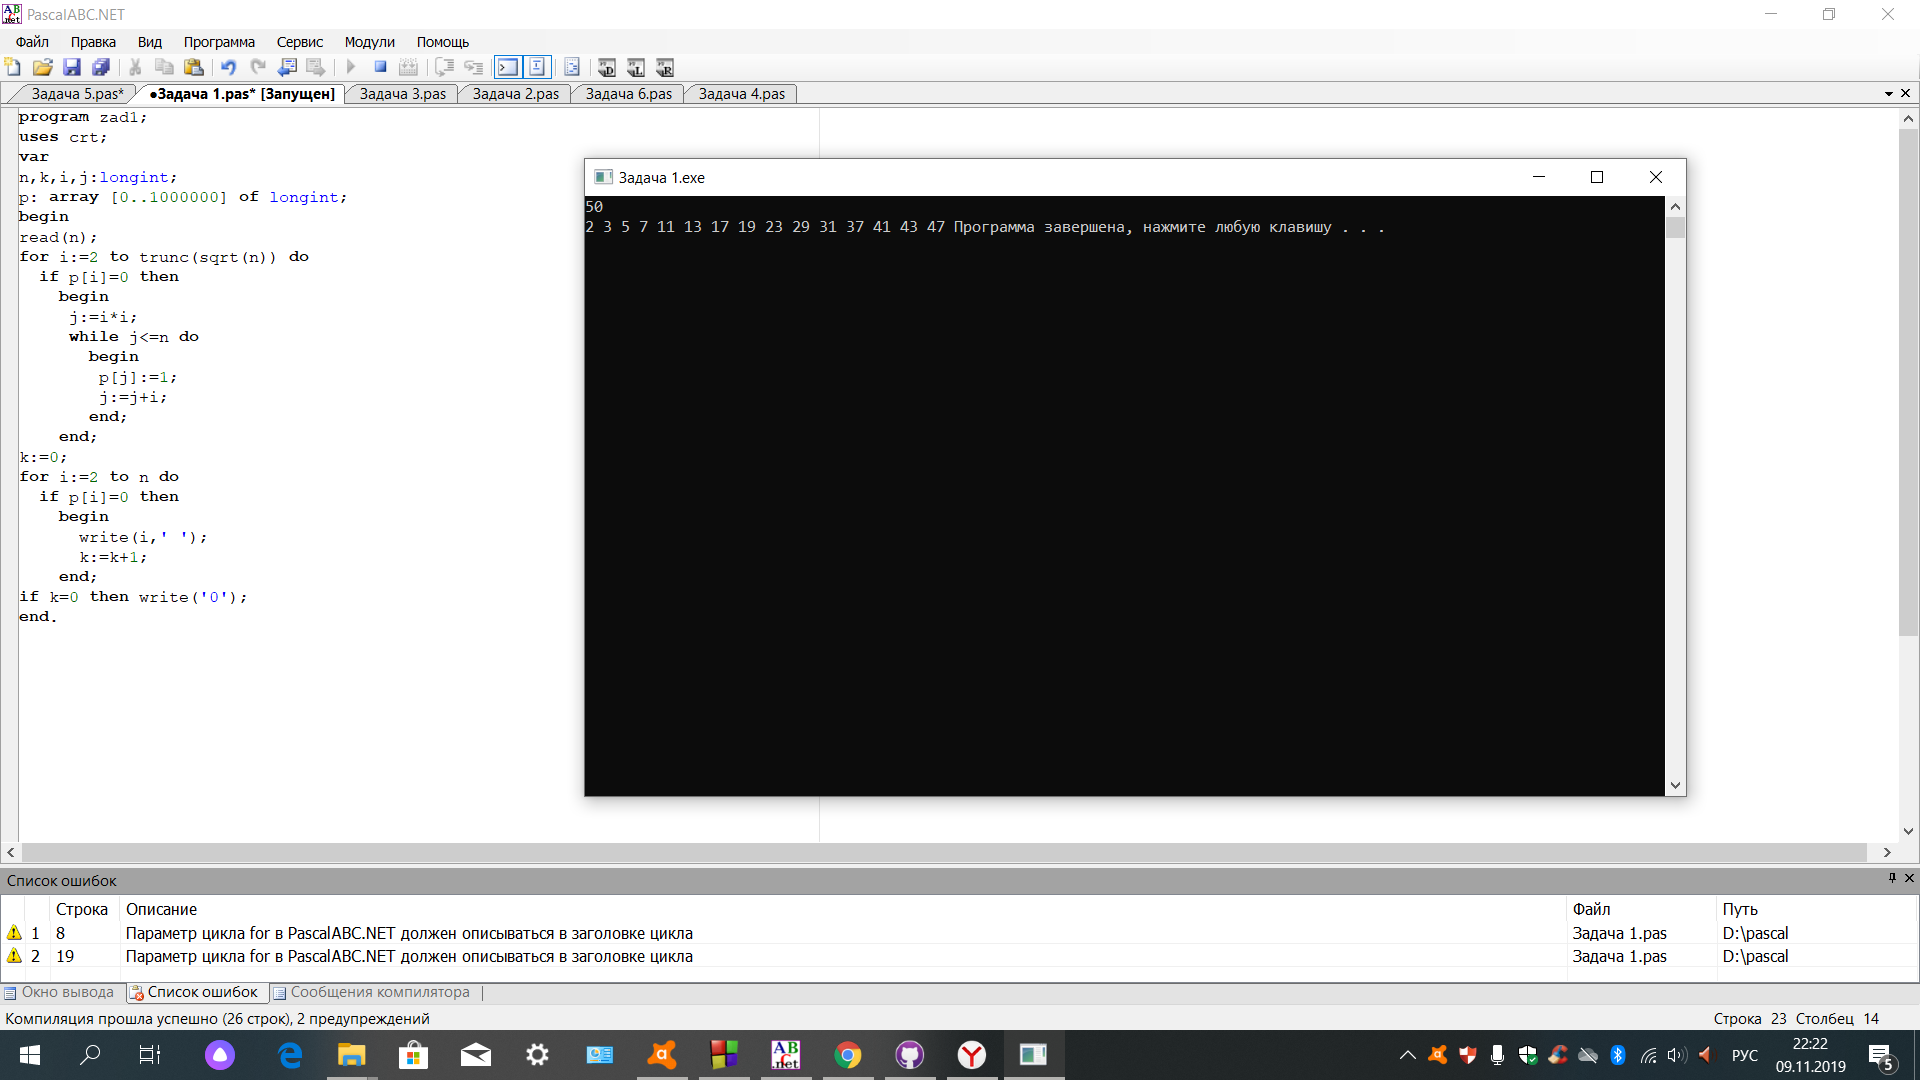 PascalABC.NET
Файл Правка Вид Программа Сервис Модули Помощь
Задача 5.pas* •Задача 1.pas* [Запущен] Задача 3.pas Задача 2.pas Задача 6.pas Задача 4.pas
program zad1;
uses crt;
var
n,k,i,j:longint;
p: array [0..1000000] of longint;
begin
read(n);
for i:=2 to trunc(sqrt(n)) do
if p[i]=0 then
begin
j:=i*i;
while j<=n do
begin
p[j]:=1;
j:=j+i;
end;
end;
k:=0;
for i:=2 to n do
if p[i]=0 then
begin
write(i,' ');
k:=k+1;
end;
if k=0 then write('0');
end.
Задача 1.exe
50
2 3 5 7 11 13 17 19 23 29 31 37 41 43 47 Программа завершена, нажмите любую клавишу . . .
Список ошибок
Строка Описание Файл Путь
1 8 Параметр цикла for в PascalABC.NET должен описываться в заголовке цикла Задача 1.pas D:\pascal
2 19 Параметр цикла for в PascalABC.NET должен описываться в заголовке цикла Задача 1.pas D:\pascal
Окно вывода Список ошибок Сообщения компилятора
Компиляция прошла успешно (26 строк), 2 предупреждений Строка 23 Столбец 14
РУС 22:22
09.11.2019
5